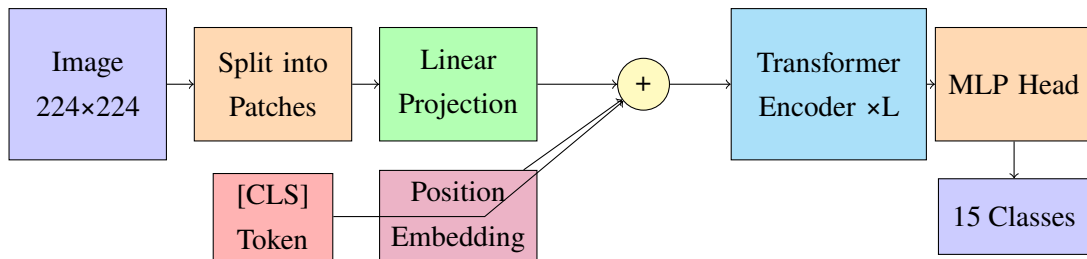 Image
224×224
Split into
Patches
Linear
Projection
+
Transformer
Encoder ×L
MLP Head
[CLS]
Token
Position
Embedding
15 Classes